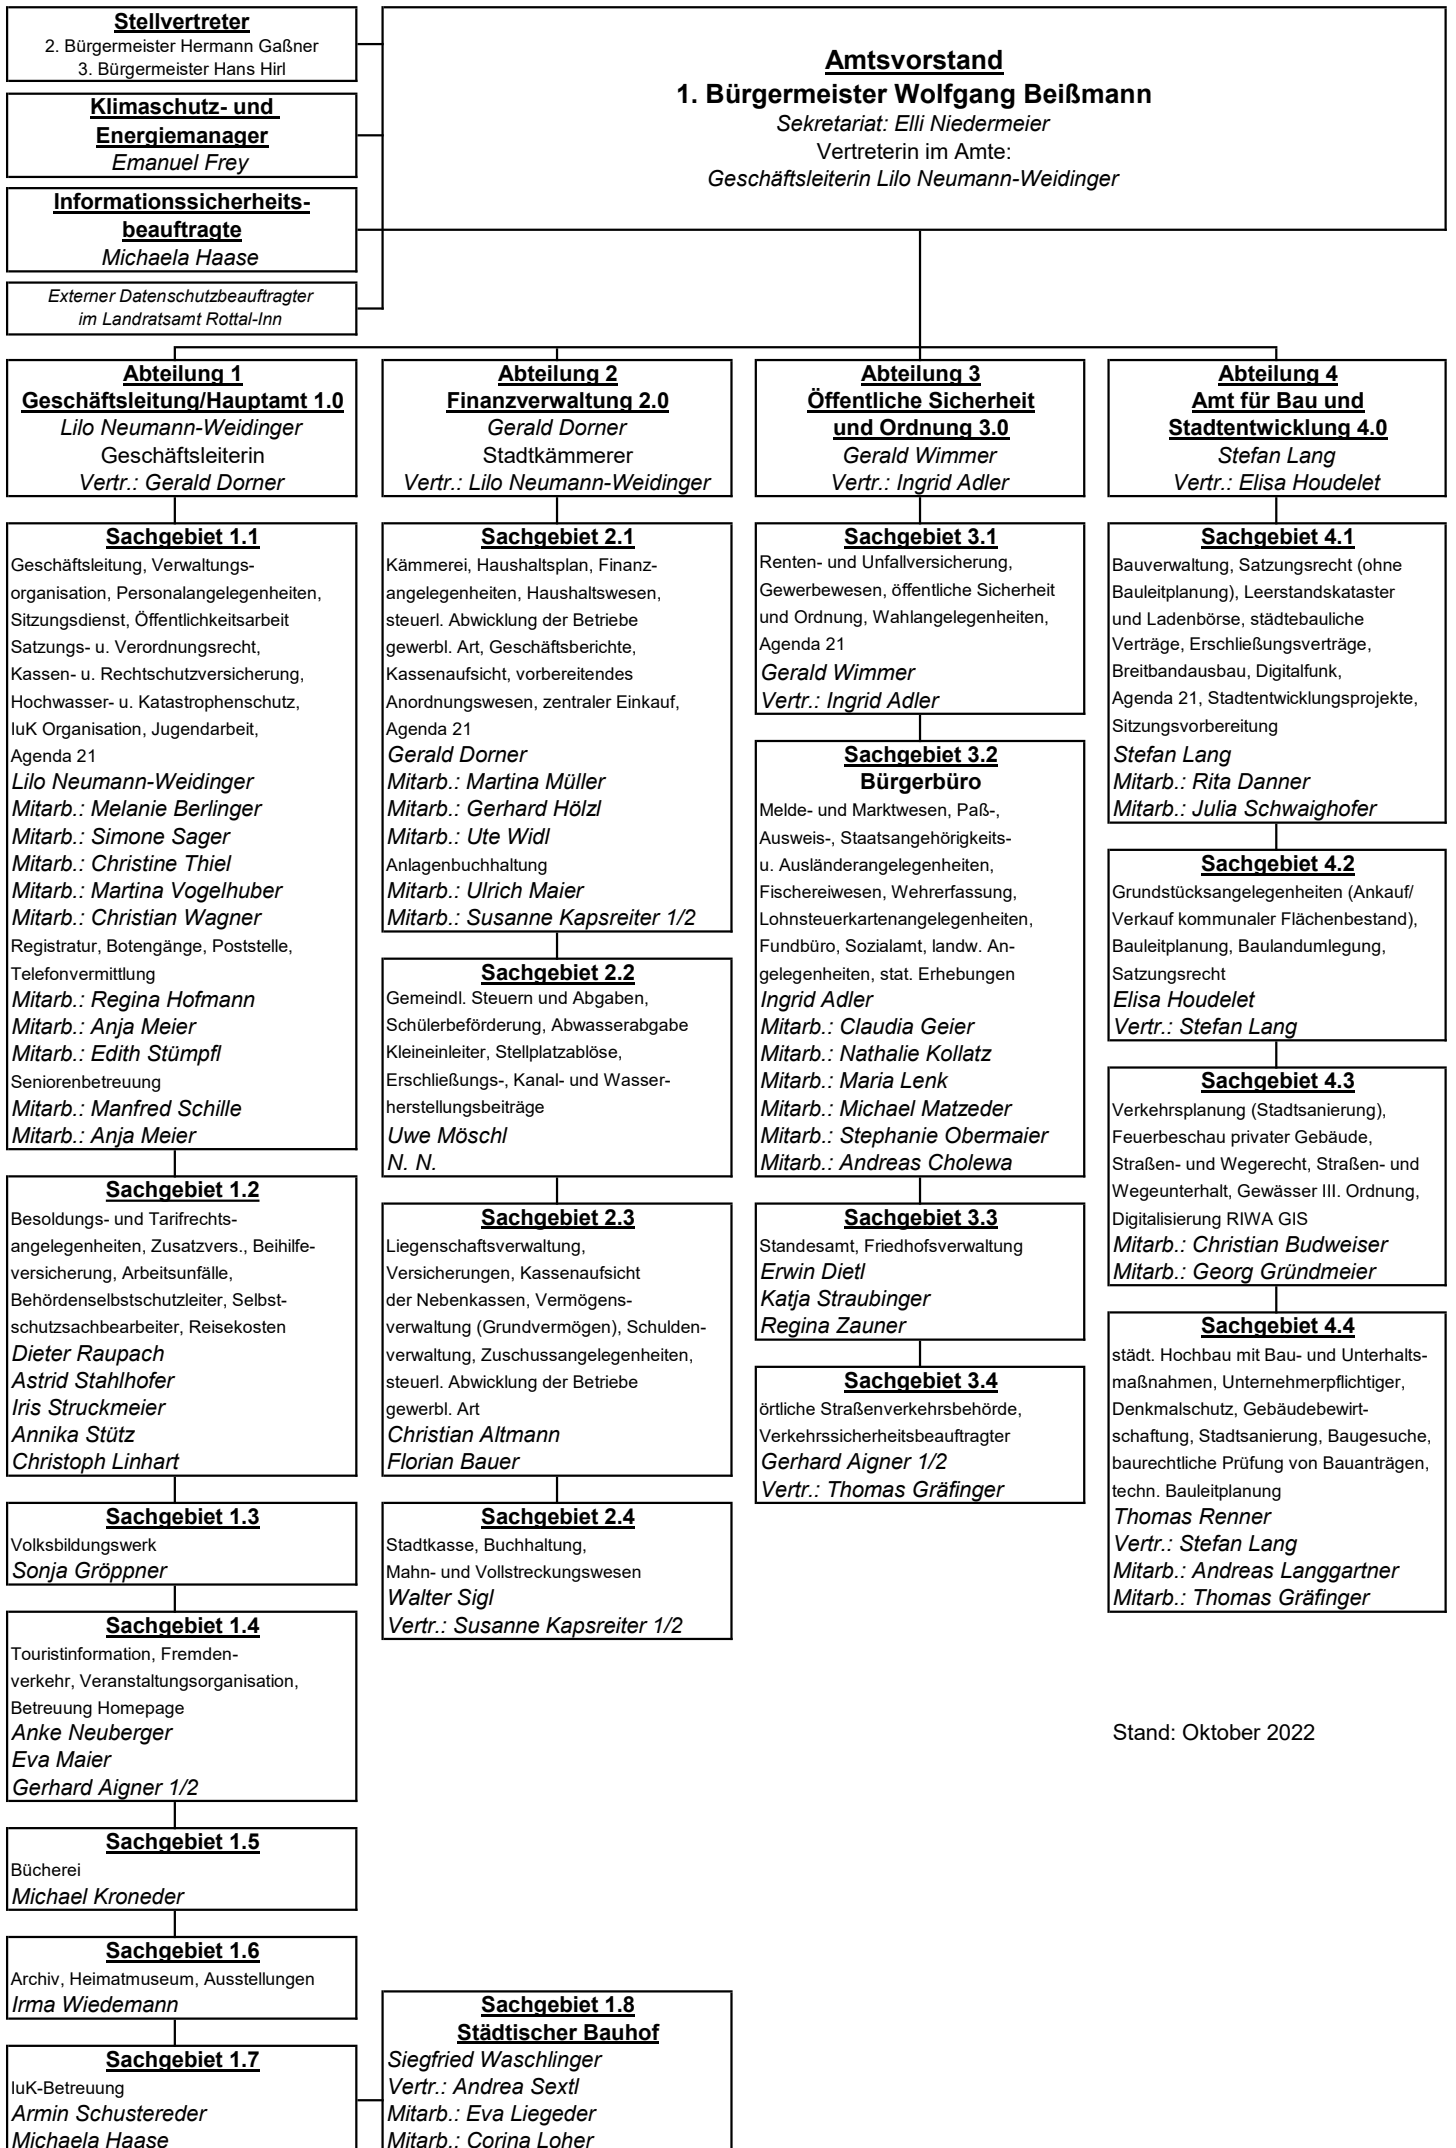 Stellvertreter
2. Bürgermeister Hermann Gaßner
3. Bürgermeister Hans Hirl
Klimaschutz- und
Energiemanager
Emanuel Frey
Informationssicherheits-
beauftragte
Michaela Haase
Externer Datenschutzbeauftragter
im Landratsamt Rottal-Inn
Amtsvorstand
1. Bürgermeister Wolfgang Beißmann
Sekretariat: Elli Niedermeier
Vertreterin im Amte:
Geschäftsleiterin Lilo Neumann-Weidinger
Abteilung 1
Geschäftsleitung/Hauptamt 1.0
Lilo Neumann-Weidinger
Geschäftsleiterin
Vertr.: Gerald Dorner
Sachgebiet 1.1
Geschäftsleitung, Verwaltungs-
organisation, Personalangelegenheiten,
Sitzungsdienst, Öffentlichkeitsarbeit
Satzungs- u. Verordnungsrecht,
Kassen- u. Rechtschutzversicherung,
Hochwasser- u. Katastrophenschutz,
IuK Organisation, Jugendarbeit,
Agenda 21
Lilo Neumann-Weidinger
Mitarb.: Melanie Berlinger
Mitarb.: Simone Sager
Mitarb.: Christine Thiel
Mitarb.: Martina Vogelhuber
Mitarb.: Christian Wagner
Registratur, Botengänge, Poststelle,
Telefonvermittlung
Mitarb.: Regina Hofmann
Mitarb.: Anja Meier
Mitarb.: Edith Stümpfl
Seniorenbetreuung
Mitarb.: Manfred Schille
Mitarb.: Anja Meier
Sachgebiet 1.2
Besoldungs- und Tarifrechts-
angelegenheiten, Zusatzvers., Beihilfe-
versicherung, Arbeitsunfälle,
Behördenselbstschutzleiter, Selbst-
schutzsachbearbeiter, Reisekosten
Dieter Raupach
Astrid Stahlhofer
Iris Struckmeier
Annika Stütz
Christoph Linhart
Sachgebiet 1.3
Volksbildungswerk
Sonja Gröppner
Sachgebiet 1.4
Touristinformation, Fremden-
verkehr, Veranstaltungsorganisation,
Betreuung Homepage
Anke Neuberger
Eva Maier
Gerhard Aigner 1/2
Sachgebiet 1.5
Bücherei
Michael Kroneder
Sachgebiet 1.6
Archiv, Heimatmuseum, Ausstellungen
Irma Wiedemann
Sachgebiet 1.7
IuK-Betreuung
Armin Schustereder
Michaela Haase
Sachgebiet 1.8
Städtischer Bauhof
Siegfried Waschlinger
Vertr.: Andrea Sextl
Mitarb.: Eva Liegeder
Mitarb.: Corina Loher
Abteilung 2
Finanzverwaltung 2.0
Gerald Dorner
Stadtkämmerer
Vertr.: Lilo Neumann-Weidinger
Sachgebiet 2.1
Kämmerei, Haushaltsplan, Finanz-
angelegenheiten, Haushaltswesen,
steuerl. Abwicklung der Betriebe
gewerbl. Art, Geschäftsberichte,
Kassenaufsicht, vorbereitendes
Anordnungswesen, zentraler Einkauf,
Agenda 21
Gerald Dorner
Mitarb.: Martina Müller
Mitarb.: Gerhard Hölzl
Mitarb.: Ute Widl
Anlagenbuchhaltung
Mitarb.: Ulrich Maier
Mitarb.: Susanne Kapsreiter 1/2
Sachgebiet 2.2
Gemeindl. Steuern und Abgaben,
Schülerbeförderung, Abwasserabgabe
Kleineinleiter, Stellplatzablöse,
Erschließungs-, Kanal- und Wasser-
herstellungsbeiträge
Uwe Möschl
N. N.
Sachgebiet 2.3
Liegenschaftsverwaltung,
Versicherungen, Kassenaufsicht
der Nebenkassen, Vermögens-
verwaltung (Grundvermögen), Schulden-
verwaltung, Zuschussangelegenheiten,
steuerl. Abwicklung der Betriebe
gewerbl. Art
Christian Altmann
Florian Bauer
Sachgebiet 2.4
Stadtkasse, Buchhaltung,
Mahn- und Vollstreckungswesen
Walter Sigl
Vertr.: Susanne Kapsreiter 1/2
Abteilung 3
Öffentliche Sicherheit
und Ordnung 3.0
Gerald Wimmer
Vertr.: Ingrid Adler
Sachgebiet 3.1
Renten- und Unfallversicherung,
Gewerbewesen, öffentliche Sicherheit
und Ordnung, Wahlangelegenheiten,
Agenda 21
Gerald Wimmer
Vertr.: Ingrid Adler
Sachgebiet 3.2
Bürgerbüro
Melde- und Marktwesen, Paß-,
Ausweis-, Staatsangehörigkeits-
u. Ausländerangelegenheiten,
Fischereiwesen, Wehrerfassung,
Lohnsteuerkartenangelegenheiten,
Fundbüro, Sozialamt, landw. An-
gelegenheiten, stat. Erhebungen
Ingrid Adler
Mitarb.: Claudia Geier
Mitarb.: Nathalie Kollatz
Mitarb.: Maria Lenk
Mitarb.: Michael Matzeder
Mitarb.: Stephanie Obermaier
Mitarb.: Andreas Cholewa
Sachgebiet 3.3
Standesamt, Friedhofsverwaltung
Erwin Dietl
Katja Straubinger
Regina Zauner
Sachgebiet 3.4
örtliche Straßenverkehrsbehörde,
Verkehrssicherheitsbeauftragter
Gerhard Aigner 1/2
Vertr.: Thomas Gräfinger
Abteilung 4
Amt für Bau und
Stadtentwicklung 4.0
Stefan Lang
Vertr.: Elisa Houdelet
Sachgebiet 4.1
Bauverwaltung, Satzungsrecht (ohne
Bauleitplanung), Leerstandskataster
und Ladenbörse, städtebauliche
Verträge, Erschließungsverträge,
Breitbandausbau, Digitalfunk,
Agenda 21, Stadtentwicklungsprojekte,
Sitzungsvorbereitung
Stefan Lang
Mitarb.: Rita Danner
Mitarb.: Julia Schwaighofer
Sachgebiet 4.2
Grundstücksangelegenheiten (Ankauf/
Verkauf kommunaler Flächenbestand),
Bauleitplanung, Baulandumlegung,
Satzungsrecht
Elisa Houdelet
Vertr.: Stefan Lang
Sachgebiet 4.3
Verkehrsplanung (Stadtsanierung),
Feuerbeschau privater Gebäude,
Straßen- und Wegerecht, Straßen- und
Wegeunterhalt, Gewässer III. Ordnung,
Digitalisierung RIWA GIS
Mitarb.: Christian Budweiser
Mitarb.: Georg Gründmeier
Sachgebiet 4.4
städt. Hochbau mit Bau- und Unterhalts-
maßnahmen, Unternehmerpflichtiger,
Denkmalschutz, Gebäudebewirt-
schaftung, Stadtsanierung, Baugesuche,
baurechtliche Prüfung von Bauanträgen,
techn. Bauleitplanung
Thomas Renner
Vertr.: Stefan Lang
Mitarb.: Andreas Langgartner
Mitarb.: Thomas Gräfinger
Stand: Oktober 2022